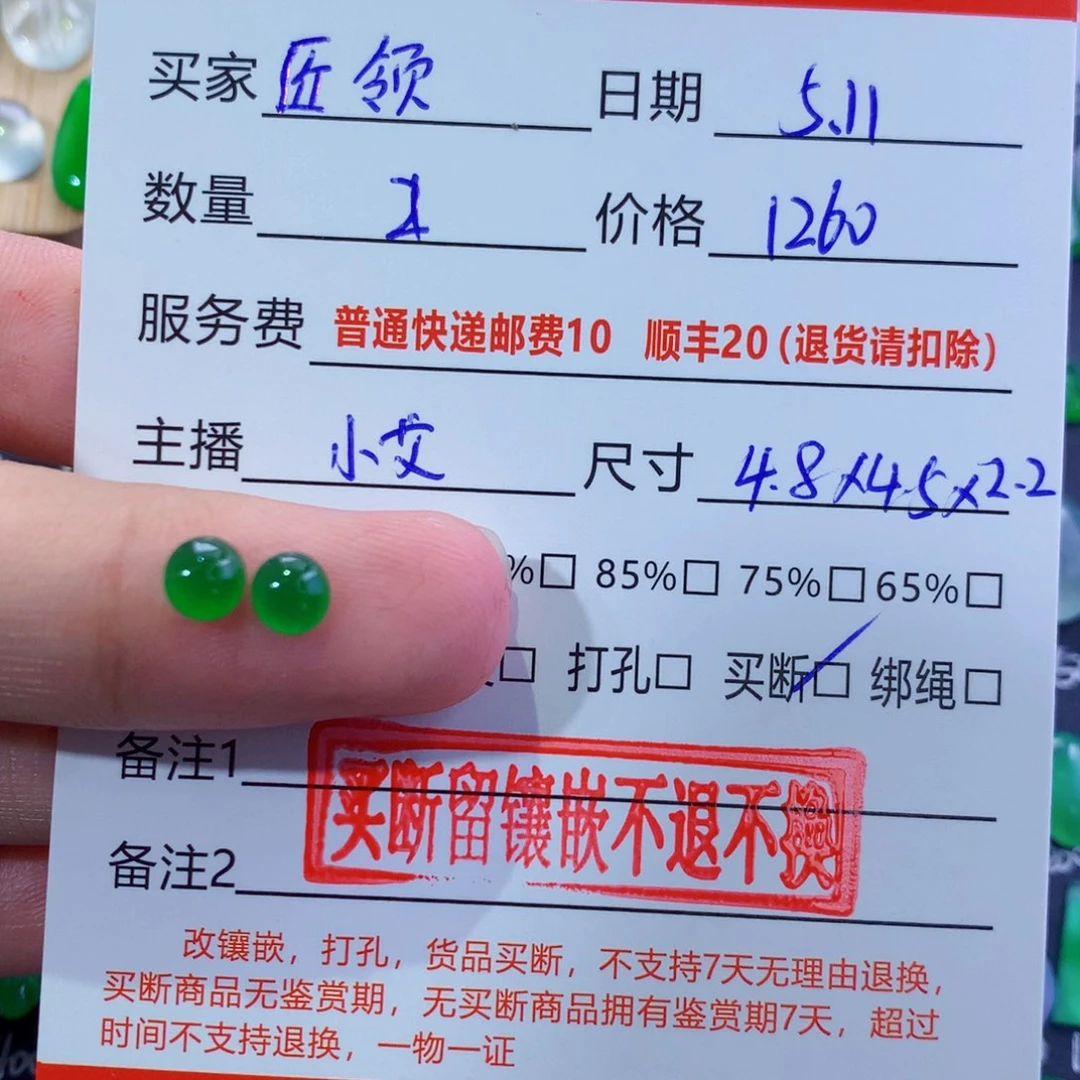 买家 匠领 日期 5.11
数量 2 价格 1260
服务费 普通快递邮费10 顺丰20(退货请扣除)
主播 小艾 尺寸 4.8×4.5×2.2
%□ 85%□ 75%□ 65%□
□ 打孔□ 买断□ 绑绳□
备注1
买断留镶嵌不退不换
备注2
改镶嵌，打孔，货品买断，不支持7天无理由退换，
买断商品无鉴赏期，无买断商品拥有鉴赏期7天，超过
时间不支持退换，一物一证